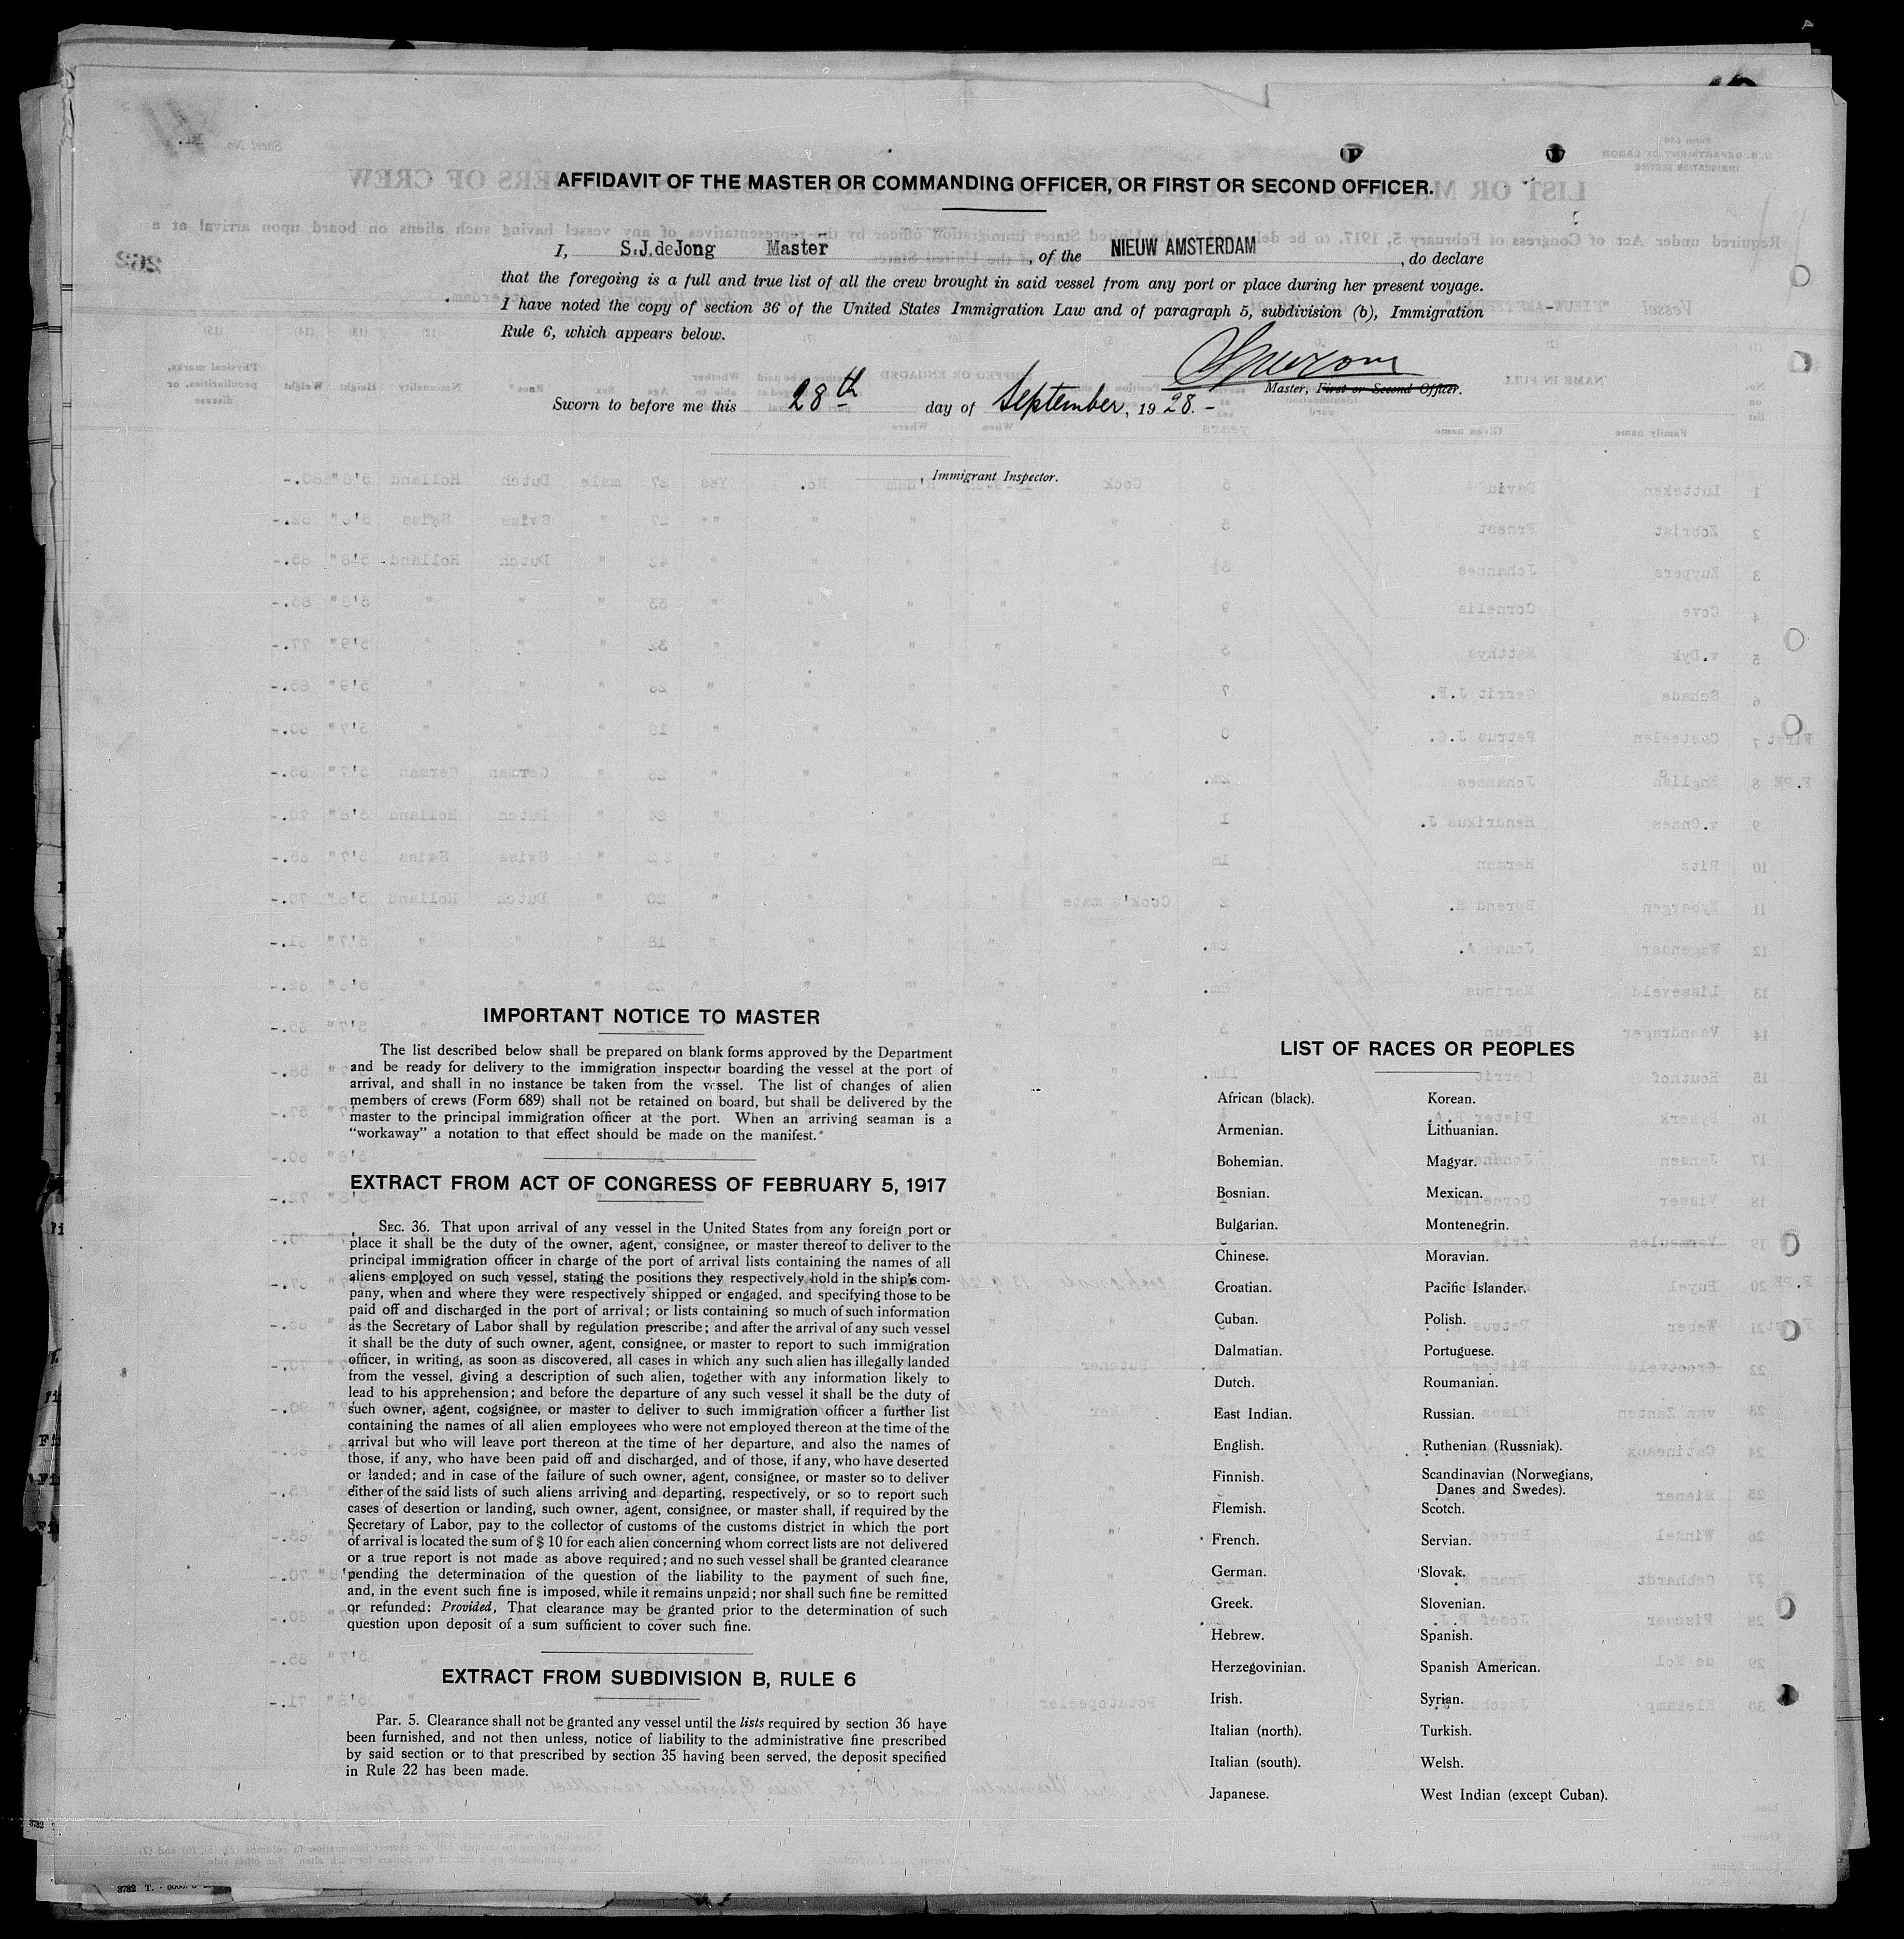 AFFIDAVIT OF THE MASTER OR COMMANDING OFFICER, OR FIRST OR SECOND OFFICER.
I, S.J.deJong Master, of the NIEUW AMSTERDAM, do declare
that the foregoing is a full and true list of all the crew brought in said vessel from any port or place during her present voyage.
I have noted the copy of section 36 of the United States Immigration Law and of paragraph 5, subdivision (b), Immigration
Rule 6, which appears below.
Master, First or Second Officer.
Sworn to before me this 28th day of September, 1928.-
, Immigrant Inspector.
IMPORTANT NOTICE TO MASTER
The list described below shall be prepared on blank forms approved by the Department
and be ready for delivery to the immigration inspector boarding the vessel at the port of
arrival, and shall in no instance be taken from the vessel. The list of changes of alien
members of crews (Form 689) shall not be retained on board, but shall be delivered by the
master to the principal immigration officer at the port. When an arriving seaman is a
“workaway” a notation to that effect should be made on the manifest.
EXTRACT FROM ACT OF CONGRESS OF FEBRUARY 5, 1917
SEC. 36. That upon arrival of any vessel in the United States from any foreign port or
place it shall be the duty of the owner, agent, consignee, or master thereof to deliver to the
principal immigration officer in charge of the port of arrival lists containing the names of all
aliens employed on such vessel, stating the positions they respectively hold in the ship's com-
pany, when and where they were respectively shipped or engaged, and specifying those to be
paid off and discharged in the port of arrival; or lists containing so much of such information
as the Secretary of Labor shall by regulation prescribe; and after the arrival of any such vessel
it shall be the duty of such owner, agent, consignee, or master to report to such immigration
officer, in writing, as soon as discovered, all cases in which any such alien has illegally landed
from the vessel, giving a description of such alien, together with any information likely to
lead to his apprehension; and before the departure of any such vessel it shall be the duty of
such owner, agent, cogsignee, or master to deliver to such immigration officer a further list
containing the names of all alien employees who were not employed thereon at the time of the
arrival but who will leave port thereon at the time of her departure, and also the names of
those, if any, who have been paid off and discharged, and of those, if any, who have deserted
or landed; and in case of the failure of such owner, agent, consignee, or master so to deliver
either of the said lists of such aliens arriving and departing, respectively, or so to report such
cases of desertion or landing, such owner, agent, consignee, or master shall, if required by the
Secretary of Labor, pay to the collector of customs of the customs district in which the port
of arrival is located the sum of $ 10 for each alien concerning whom correct lists are not delivered
or a true report is not made as above required; and no such vessel shall be granted clearance
pending the determination of the question of the liability to the payment of such fine,
and, in the event such fine is imposed, while it remains unpaid; nor shall such fine be remitted
or refunded: Provided, That clearance may be granted prior to the determination of such
question upon deposit of a sum sufficient to cover such fine.
EXTRACT FROM SUBDIVISION B, RULE 6
Par. 5. Clearance shall not be granted any vessel until the lists required by section 36 have
been furnished, and not then unless, notice of liability to the administrative fine prescribed
by said section or to that prescribed by section 35 having been served, the deposit specified
in Rule 22 has been made.
LIST OF RACES OR PEOPLES
African (black).
Armenian.
Bohemian.
Bosnian.
Bulgarian.
Chinese.
Croatian.
Cuban.
Dalmatian.
Dutch.
East Indian.
English.
Finnish.
Flemish.
French.
German.
Greek.
Hebrew.
Herzegovinian.
Irish.
Italian (north).
Italian (south).
Japanese.
Korean.
Lithuanian.
Magyar.
Mexican.
Montenegrin.
Moravian.
Pacific Islander.
Polish.
Portuguese.
Roumanian.
Russian.
Ruthenian (Russniak).
Scandinavian (Norwegians,
Danes and Swedes).
Scotch.
Servian.
Slovak.
Slovenian.
Spanish.
Spanish American.
Syrian.
Turkish.
Welsh.
West Indian (except Cuban).